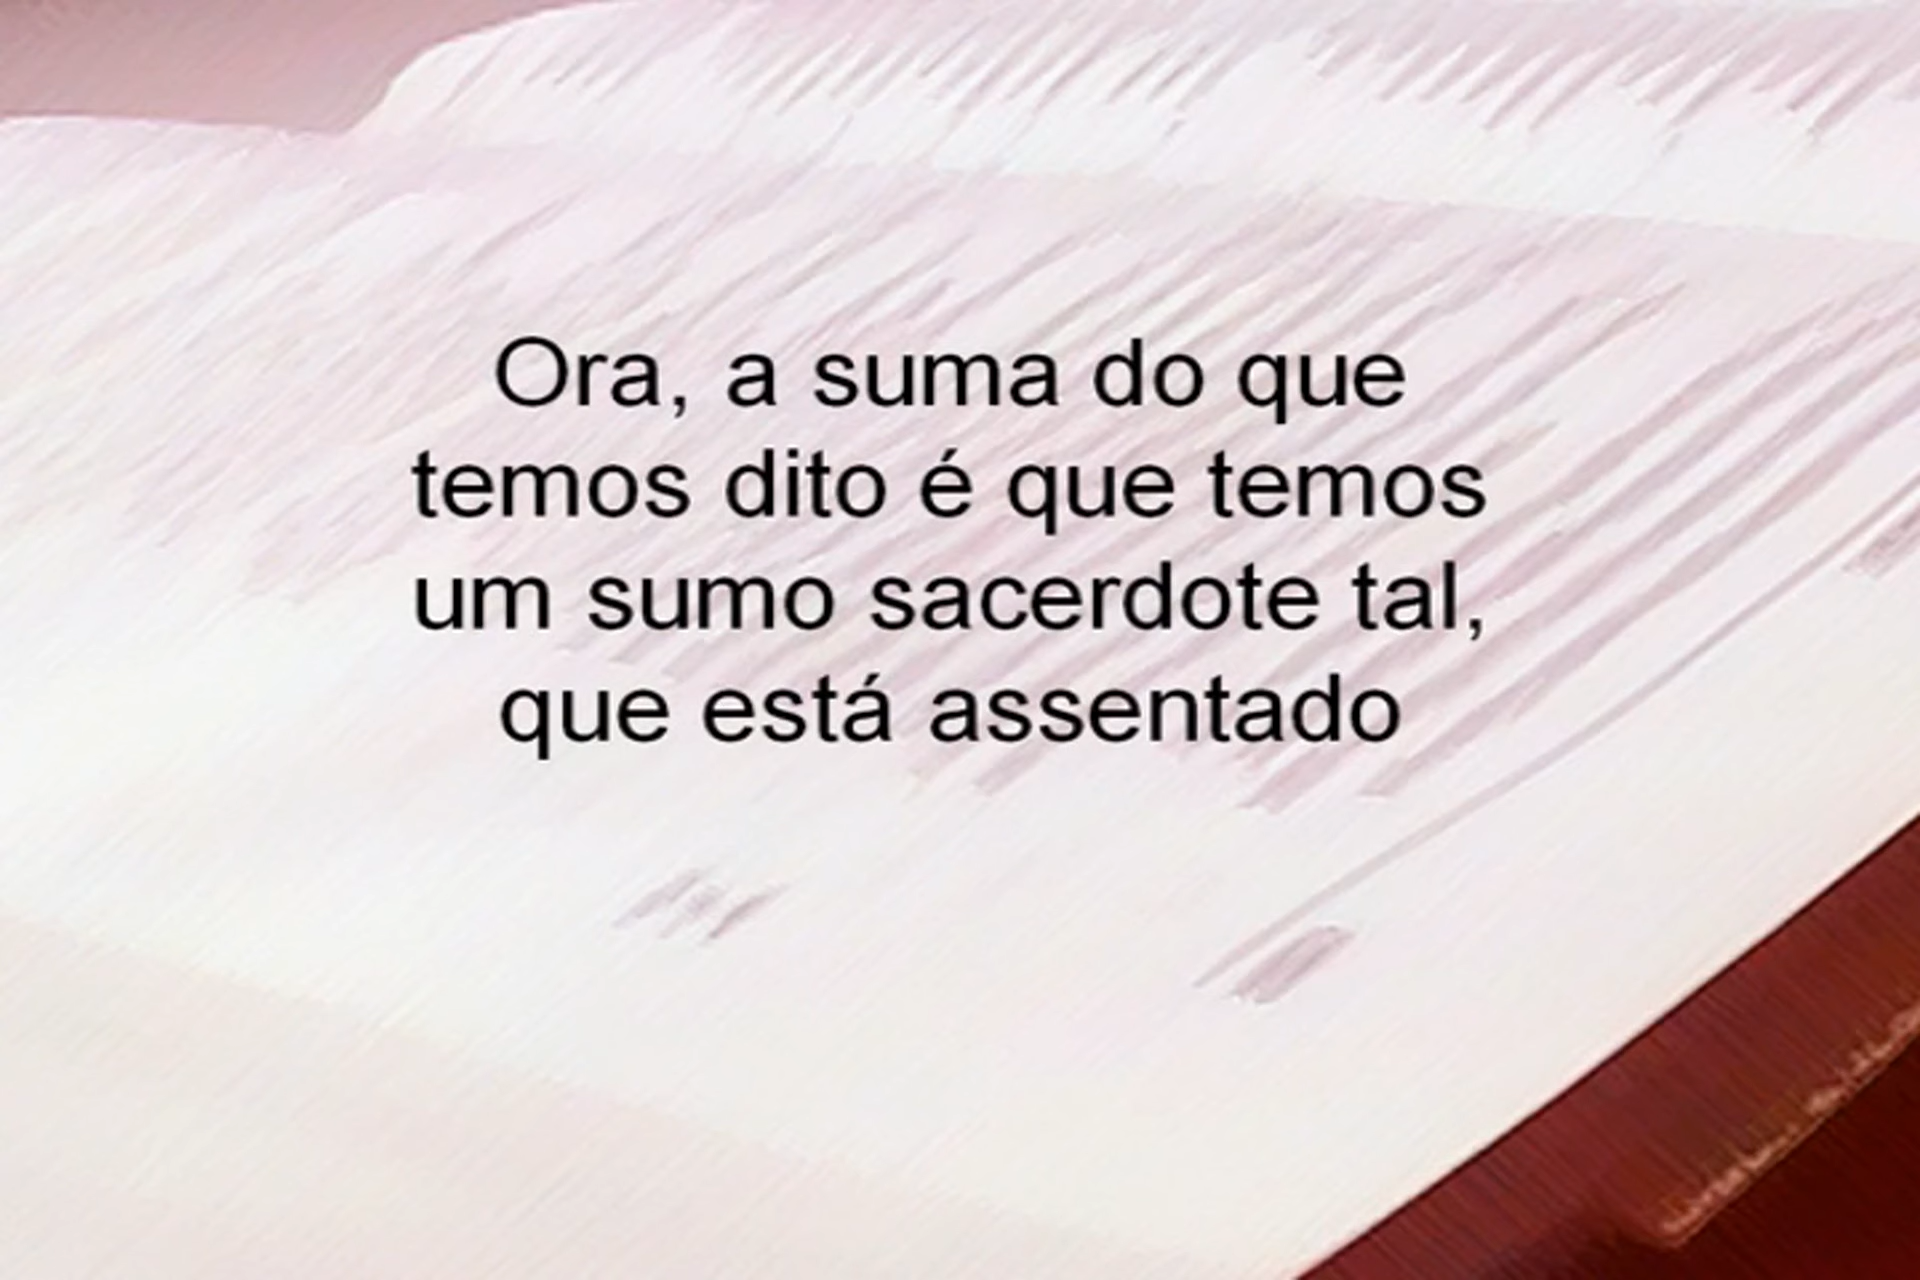 Ora, a suma do que
temos dito é que temos
um sumo sacerdote tal,
que está assentado